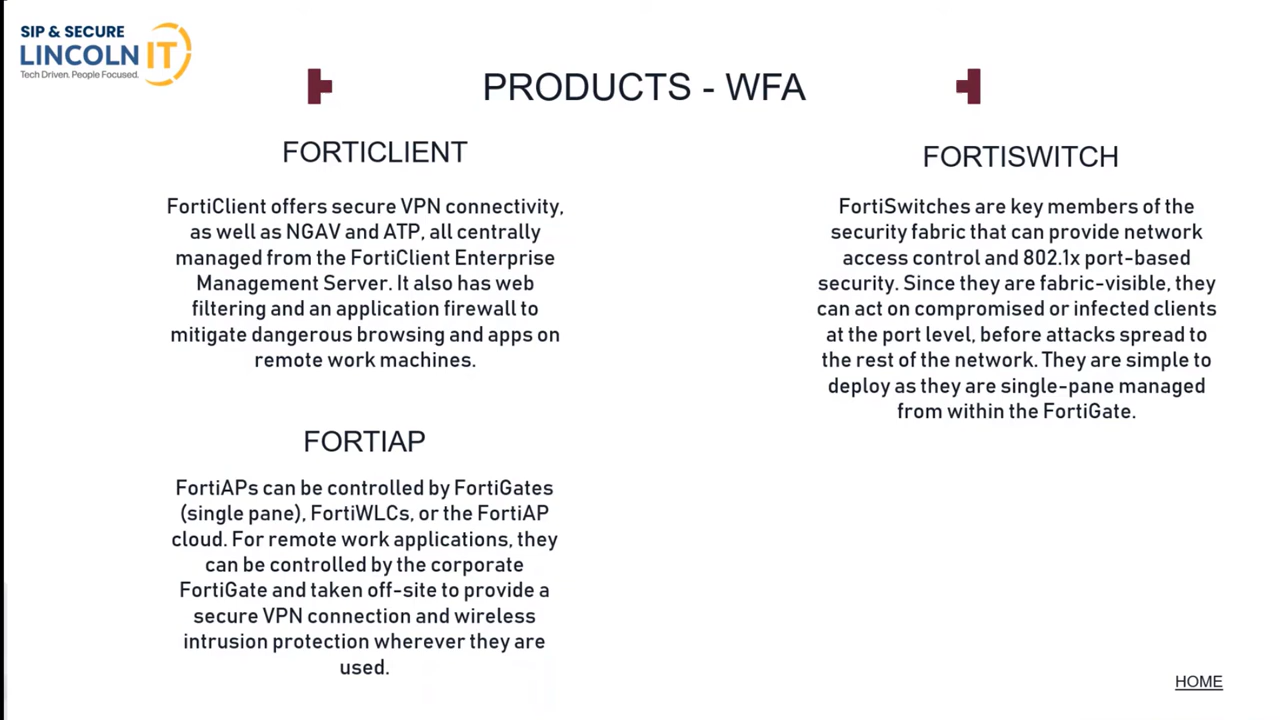 SIP & SECURE
LINCOLN IT
Tech Driven. People Focused.
PRODUCTS - WFA
FORTICLIENT
FortiClient offers secure VPN connectivity,
as well as NGAV and ATP, all centrally
managed from the FortiClient Enterprise
Management Server. It also has web
filtering and an application firewall to
mitigate dangerous browsing and apps on
remote work machines.
FORTIAP
FortiAPs can be controlled by FortiGates
(single pane), FortiWLCs, or the FortiAP
cloud. For remote work applications, they
can be controlled by the corporate
FortiGate and taken off-site to provide a
secure VPN connection and wireless
intrusion protection wherever they are
used.
FORTISWITCH
FortiSwitches are key members of the
security fabric that can provide network
access control and 802.1x port-based
security. Since they are fabric-visible, they
can act on compromised or infected clients
at the port level, before attacks spread to
the rest of the network. They are simple to
deploy as they are single-pane managed
from within the FortiGate.
HOME